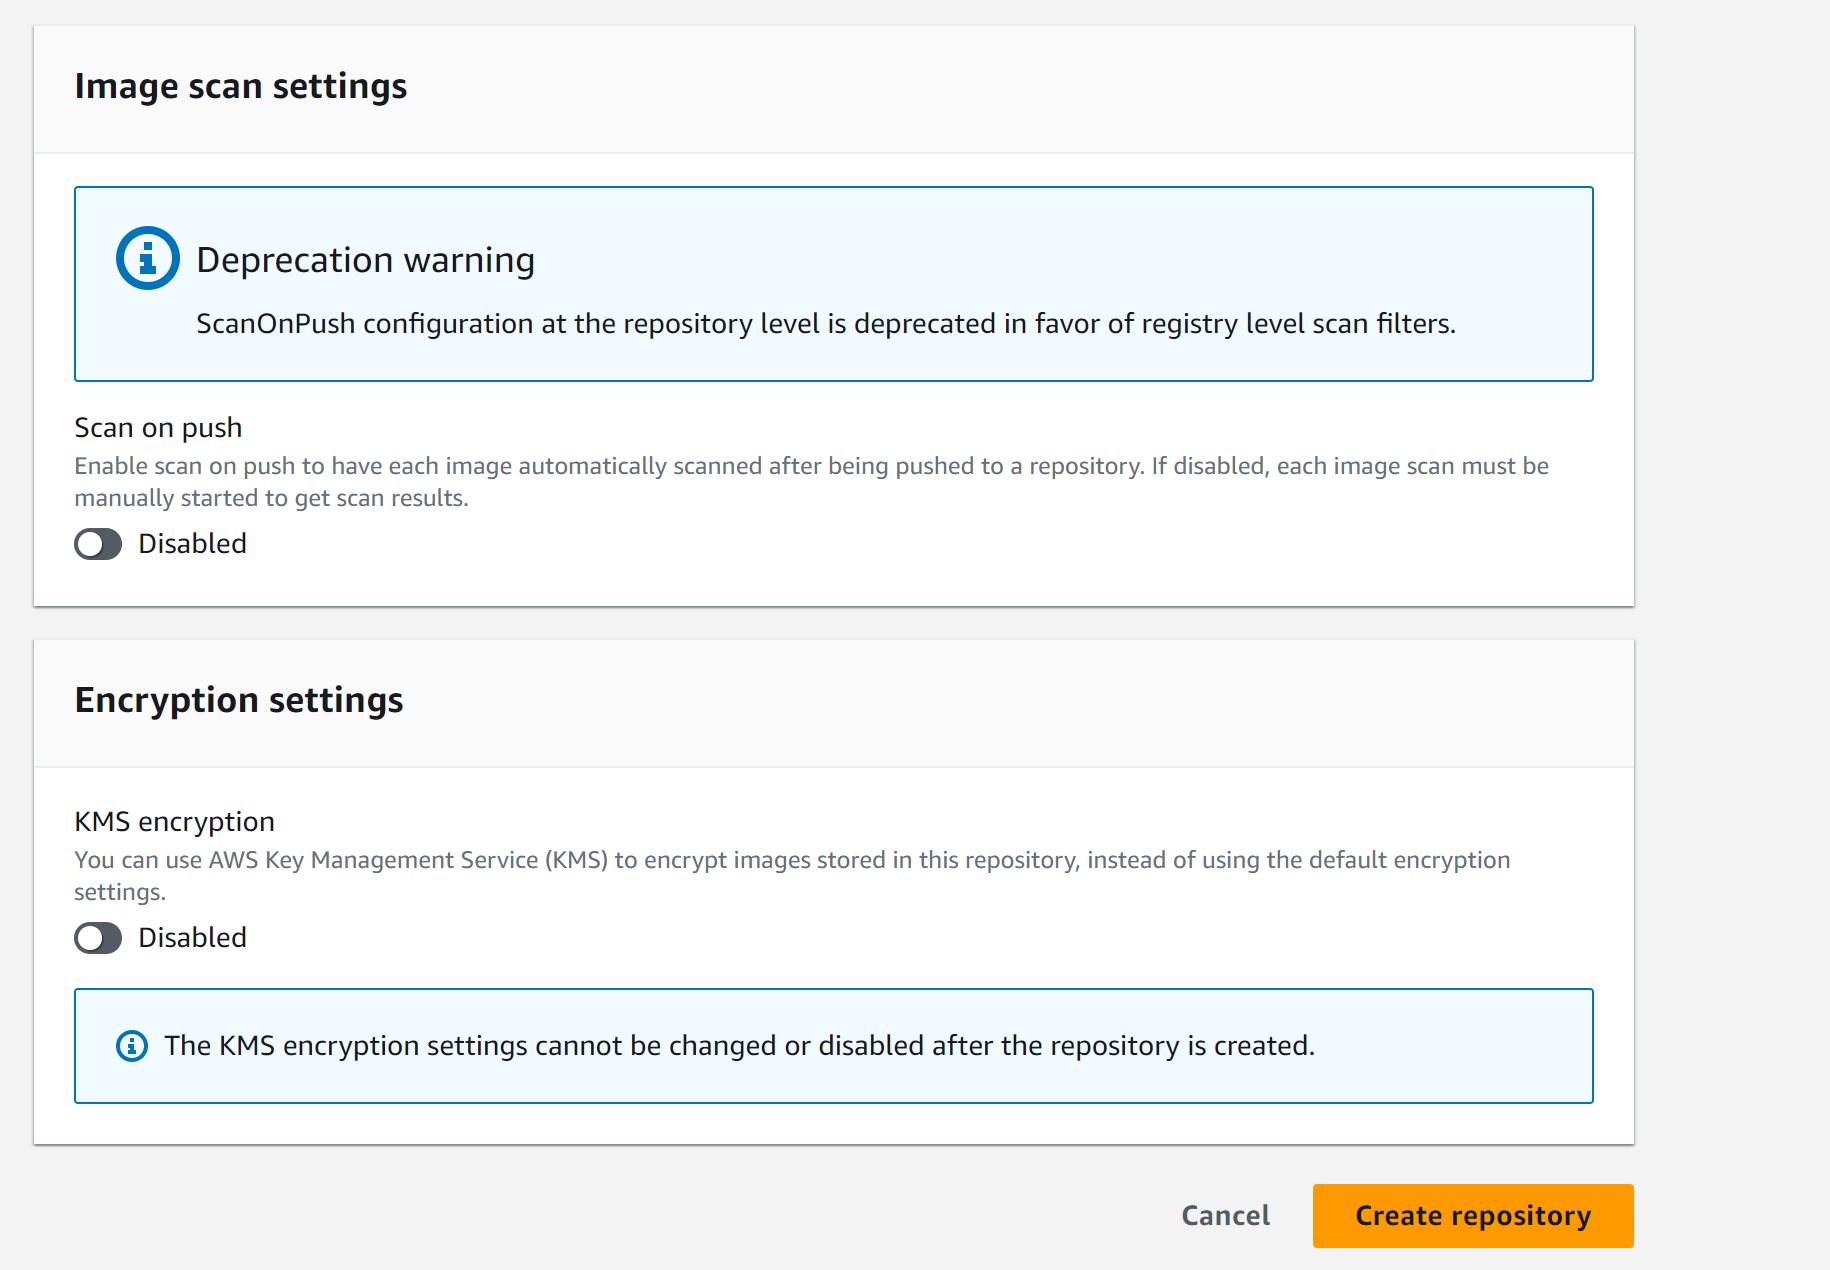 Image scan settings
Deprecation warning
ScanOnPush configuration at the repository level is deprecated in favor of registry level scan filters.
Scan on push
Enable scan on push to have each image automatically scanned after being pushed to a repository. If disabled, each image scan must be
manually started to get scan results.
Disabled
Encryption settings
KMS encryption
You can use AWS Key Management Service (KMS) to encrypt images stored in this repository, instead of using the default encryption
settings.
Disabled
The KMS encryption settings cannot be changed or disabled after the repository is created.
Cancel
Create repository